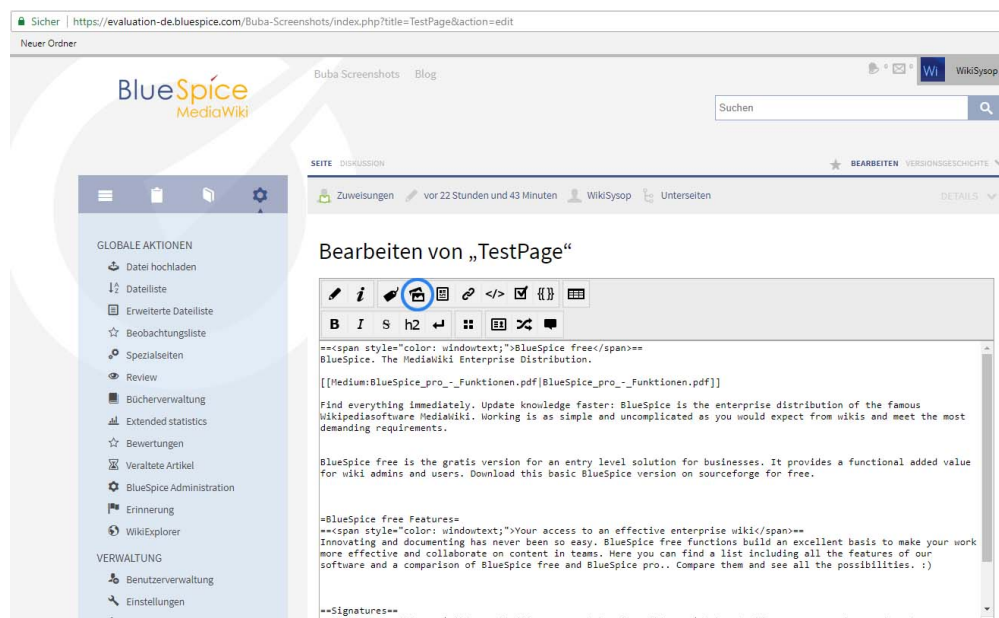 Sicher | https://evaluation-de.bluespice.com/Buba-Screenshots/index.php?title=TestPage&action=edit
Neuer Ordner
BlueSpice
MediaWiki
Buba Screenshots Blog
Wi WikiSysop
Suchen
SEITE DISKUSSION
BEARBEITEN VERSIONSGESCHICHTE
Zuweisungen vor 22 Stunden und 43 Minuten WikiSysop Unterseiten
DETAILS
GLOBALE AKTIONEN
Datei hochladen
Dateiliste
Erweiterte Dateiliste
Beobachtungsliste
Spezialseiten
Review
Bücherverwaltung
Extended statistics
Bewertungen
Veraltete Artikel
BlueSpice Administration
Erinnerung
WikiExplorer
VERWALTUNG
Benutzerverwaltung
Einstellungen
Bearbeiten von „TestPage“
i </> {{}}
B I S h2
==<span style="color: windowtext;">BlueSpice free</span>==
BlueSpice. The MediaWiki Enterprise Distribution.
[[Medium:BlueSpice_pro_-_Funktionen.pdf|BlueSpice_pro_-_Funktionen.pdf]]
Find everything immediately. Update knowledge faster: BlueSpice is the enterprise distribution of the famous
Wikipediasoftware MediaWiki. Working is as simple and uncomplicated as you would expect from wikis and meet the most
demanding requirements.
BlueSpice free is the gratis version for an entry level solution for businesses. It provides a functional added value
for wiki admins and users. Download this basic BlueSpice version on sourceforge for free.
=BlueSpice free Features=
==<span style="color: windowtext;">Your access to an effective enterprise wiki</span>==
Innovating and documenting has never been so easy. BlueSpice free functions build an excellent basis to make your work
more effective and collaborate on content in teams. Here you can find a list including all the features of our
software and a comparison of BlueSpice free and BlueSpice pro.. Compare them and see all the possibilities. :)
==Signatures==